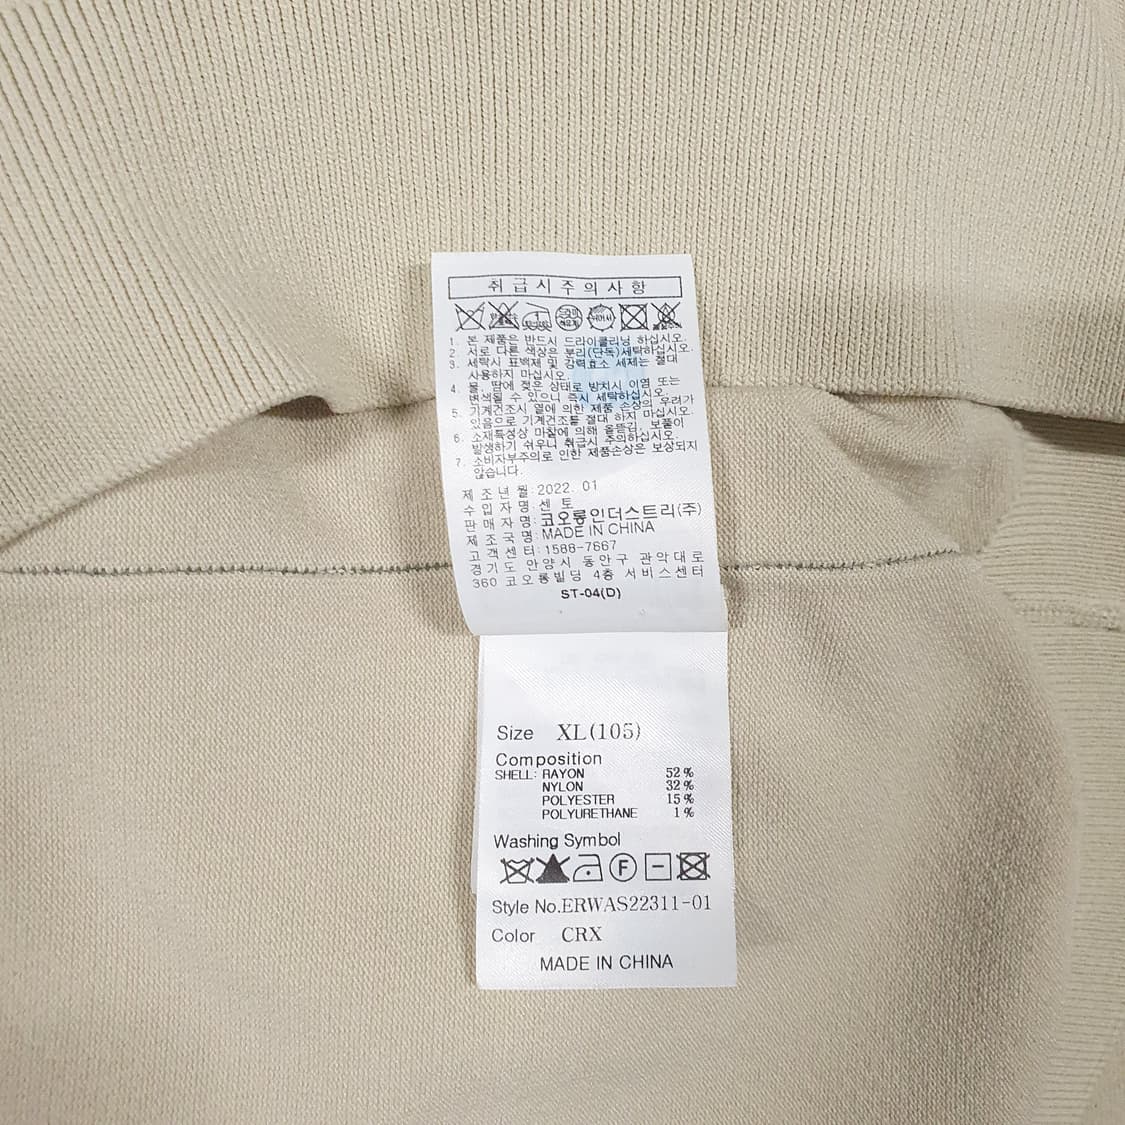 취급시주의사항
1. 본 제품은 반드시 드라이클리닝 하십시오.
2. 서로 다른 색상은 분리(단독)세탁하십시오.
3. 세탁시 표백제 및 강력효소 세제는 절대
사용하지 마십시오.
4. 물, 땀에 젖은 상태로 방치시 이염 또는
변색될 수 있으니 즉시 세탁하십시오.
5. 기계건조시 열에 의한 제품 손상의 우려가
있음으로 기계건조를 절대 하지 마십시오.
6. 소재특성상 마찰에 의해 올뜯김, 보풀이
발생하기 쉬우니 취급시 주의하십시오.
7. 소비자부주의로 인한 제품손상은 보상되지
않습니다.
제조년월:2022. 01
수입자명:센토
판매자명:코오롱인더스트리(주)
제조국명:MADE IN CHINA
고객센터:1588-7667
경기도 안양시 동안구 관악대로
360 코오롱빌딩 4층 서비스센터
ST-04(D)
Size XL(105)
Composition
SHELL: RAYON 52 %
NYLON 32 %
POLYESTER 15 %
POLYURETHANE 1 %
Washing Symbol
F
Style No.ERWAS22311-01
Color CRX
MADE IN CHINA